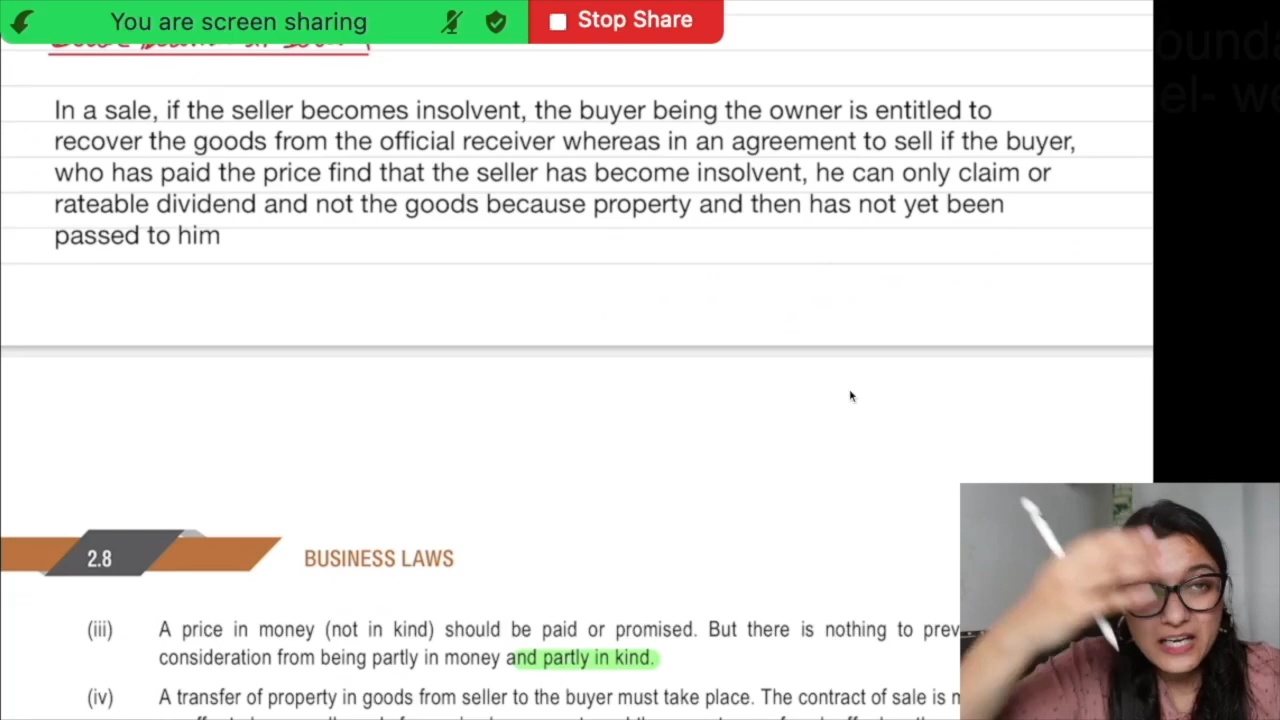 You are screen sharing
Stop Share
In a sale, if the seller becomes insolvent, the buyer being the owner is entitled to
recover the goods from the official receiver whereas in an agreement to sell if the buyer,
who has paid the price find that the seller has become insolvent, he can only claim or
rateable dividend and not the goods because property and then has not yet been
passed to him
2.8 BUSINESS LAWS
(iii) A price in money (not in kind) should be paid or promised. But there is nothing to prev
consideration from being partly in money and partly in kind.
(iv) A transfer of property in goods from seller to the buyer must take place. The contract of sale is